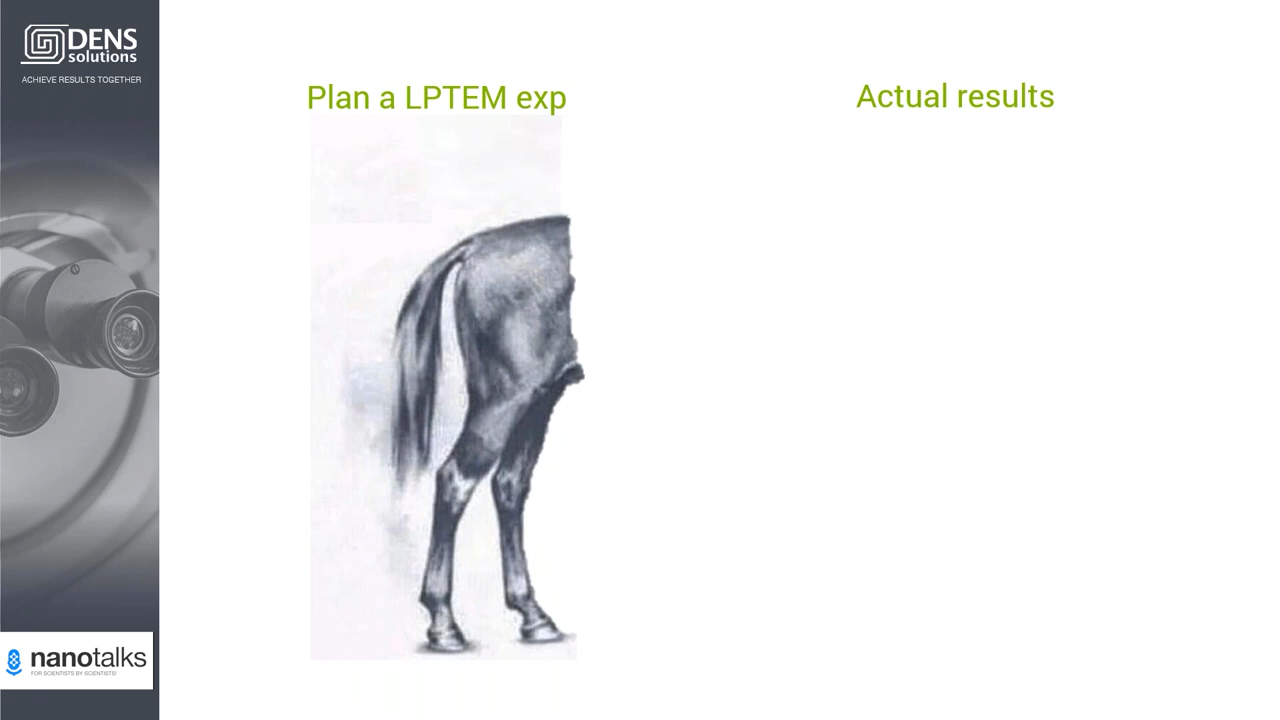 DENS
solutions
ACHIEVE RESULTS TOGETHER
Plan a LPTEM exp
Actual results
nanotalks
FOR SCIENTISTS BY SCIENTISTS!